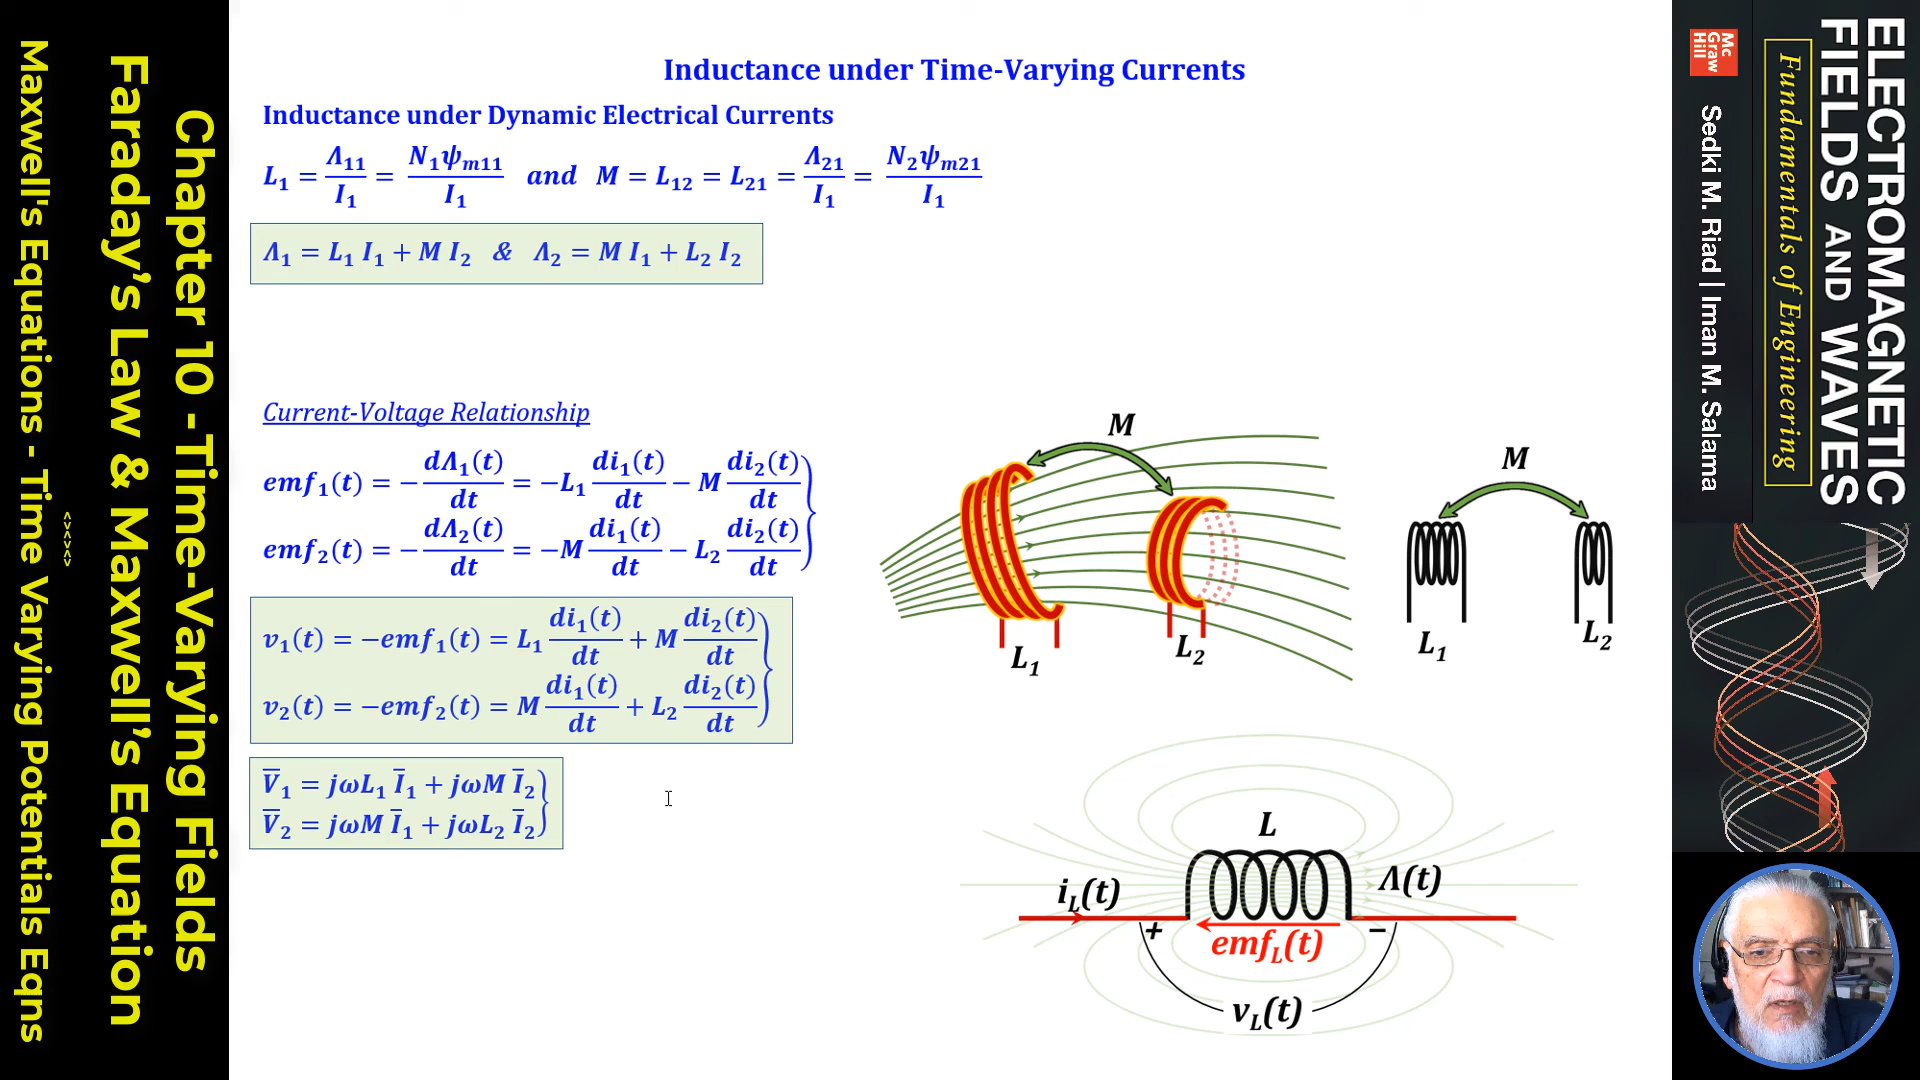 Maxwell's Equations - Time Varying Potentials Eqns
>>>>>
Faraday's Law & Maxwell's Equation
Chapter 10 -Time-Varying Fields
Inductance under Time-Varying Currents
Inductance under Dynamic Electrical Currents
L₁ = Λ₁₁/I₁ = N₁ψₘ₁₁/I₁ and M = L₁₂ = L₂₁ = Λ₂₁/I₁ = N₂ψₘ₂₁/I₁
Λ₁ = L₁ I₁ + M I₂ & Λ₂ = M I₁ + L₂ I₂
Current-Voltage Relationship
emf₁(t) = −dΛ₁(t)/dt = −L₁ di₁(t)/dt − M di₂(t)/dt
emf₂(t) = −dΛ₂(t)/dt = −M di₁(t)/dt − L₂ di₂(t)/dt
v₁(t) = −emf₁(t) = L₁ di₁(t)/dt + M di₂(t)/dt
v₂(t) = −emf₂(t) = M di₁(t)/dt + L₂ di₂(t)/dt
V̅₁ = jωL₁ I̅₁ + jωM I̅₂
V̅₂ = jωM I̅₁ + jωL₂ I̅₂
M
L₁
L₂
M
L₁
L₂
L
i_L(t)
Λ(t)
+
−
emf_L(t)
v_L(t)
ELECTROMAGNETIC
FIELDS AND WAVES
Fundamentals of Engineering
Mc
Graw
Hill
Sedki M. Riad | Iman M. Salama